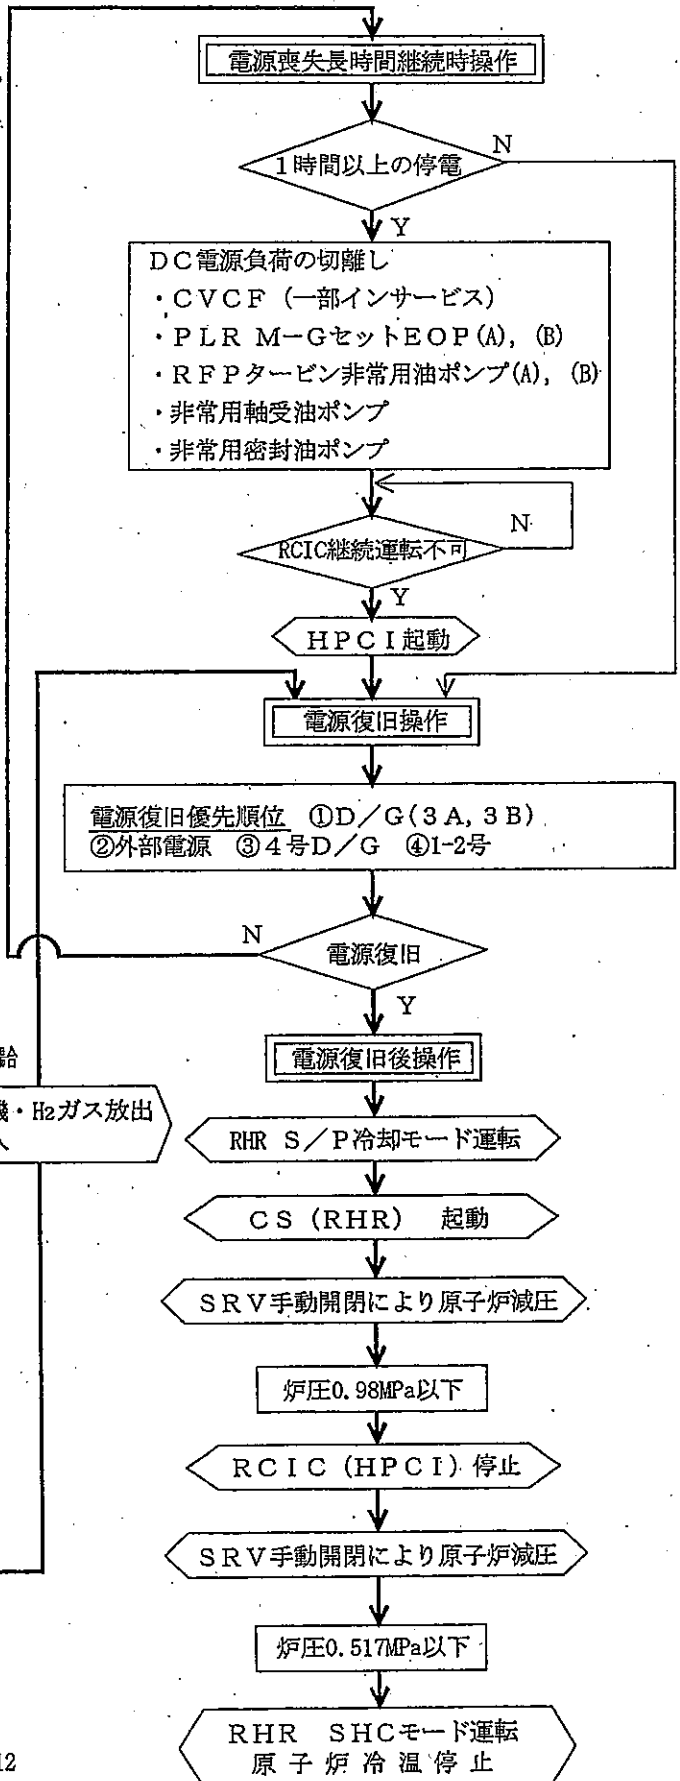 電源喪失長時間継続時操作
1時間以上の停電
N
Y
DC電源負荷の切離し
・CVCF（一部インサービス）
・PLR M-GセットEOP(A), (B)
・RFPタービン非常用油ポンプ(A), (B)
・非常用軸受油ポンプ
・非常用密封油ポンプ
RCIC継続運転不可
N
Y
HPCI起動
電源復旧操作
電源復旧優先順位 ①D／G(3A, 3B)
②外部電源 ③4号D／G ④1-2号
N
電源復旧
Y
電源復旧後操作
・H2ガス放出
RHR S／P冷却モード運転
CS（RHR） 起動
SRV手動開閉により原子炉減圧
炉圧0.98MPa以下
RCIC（HPCI）停止
SRV手動開閉により原子炉減圧
炉圧0.517MPa以下
RHR SHCモード運転
原子炉冷温停止
12